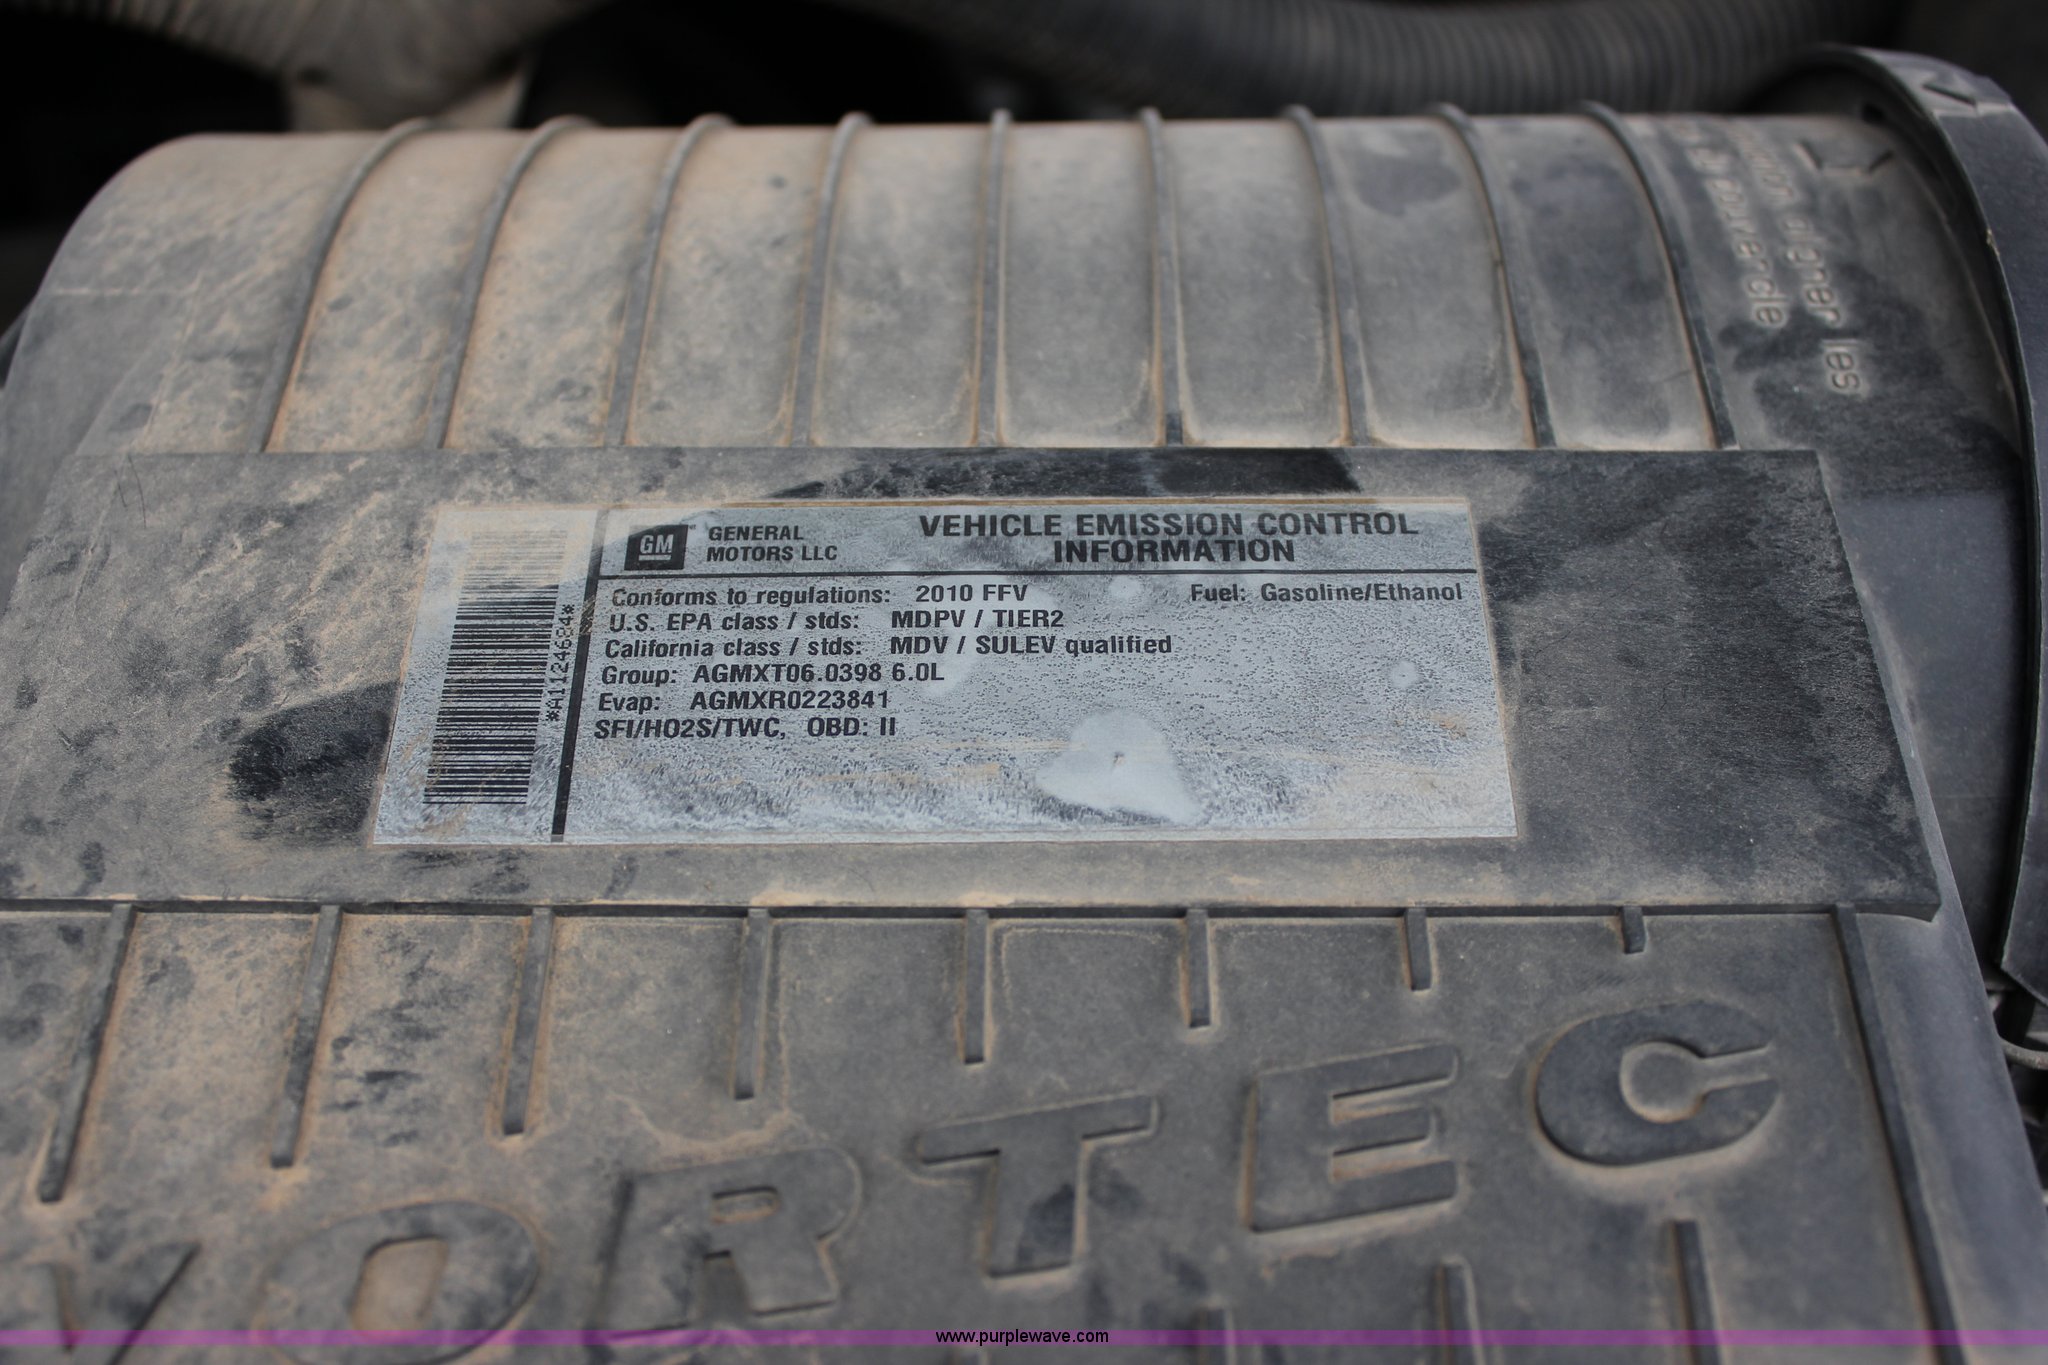 GM
GENERAL
MOTORS LLC
VEHICLE EMISSION CONTROL
INFORMATION
Conforms to regulations: 2010 FFV
Fuel: Gasoline/Ethanol
U.S. EPA class / stds: MDPV / TIER2
California class / stds: MDV / SULEV qualified
Group: AGMXT06.0398 6.0L
Evap: AGMXR0223841
SFI/HO2S/TWC, OBD: II
*A1124684*
VORTEC
www.purplewave.com